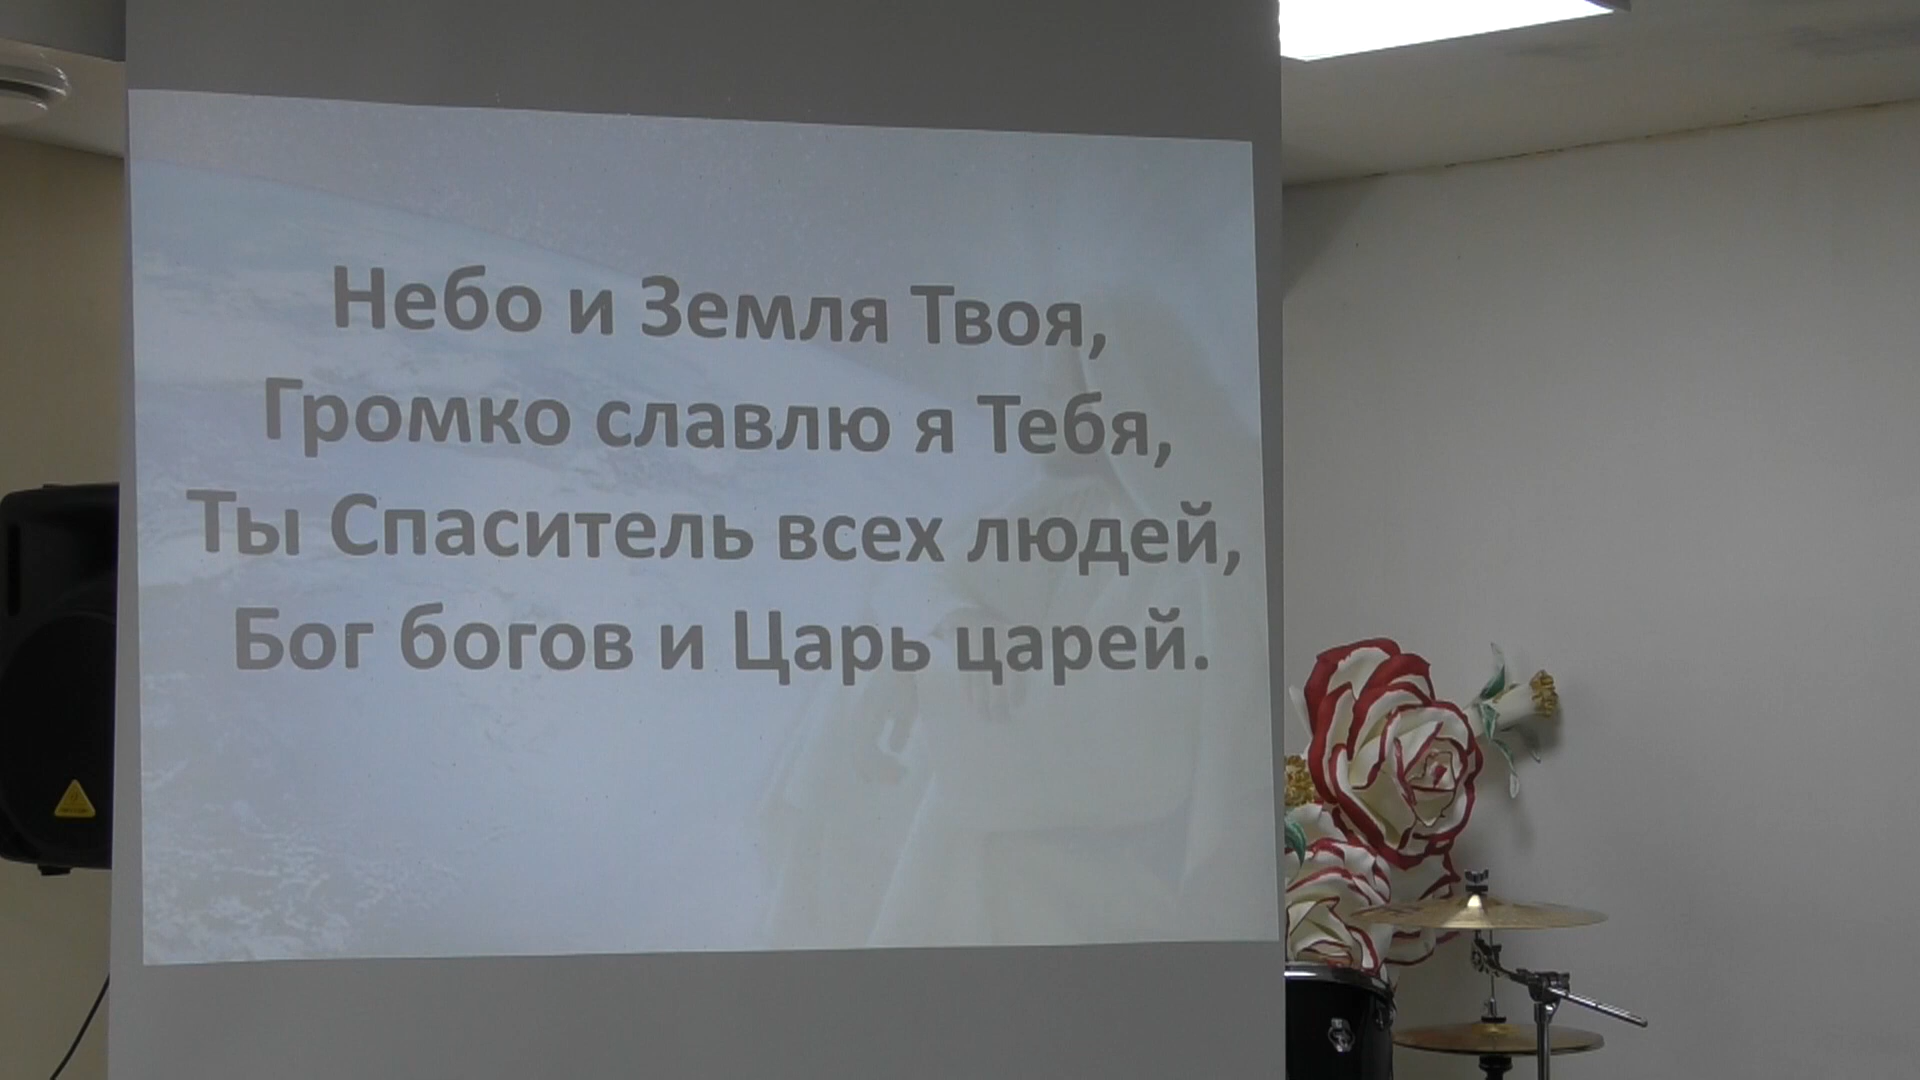 Небо и Земля Твоя,
Громко славлю я Тебя,
Ты Спаситель всех людей,
Бог богов и Царь царей.